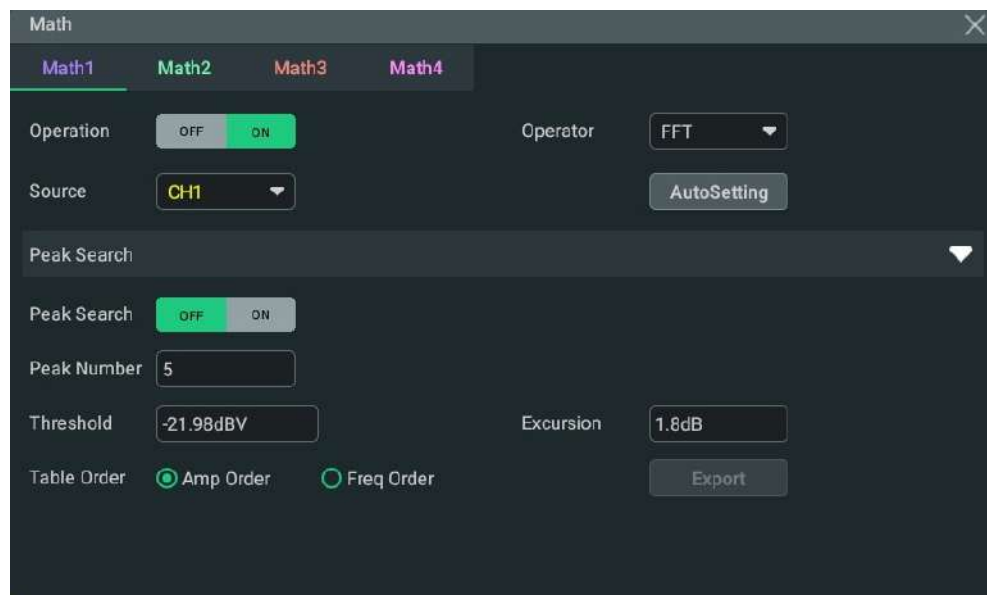 Math
Math1 Math2 Math3 Math4
Operation OFF ON Operator FFT
Source CH1 AutoSetting
Peak Search
Peak Search OFF ON
Peak Number 5
Threshold -21.98dBV Excursion 1.8dB
Table Order Amp Order Freq Order Export